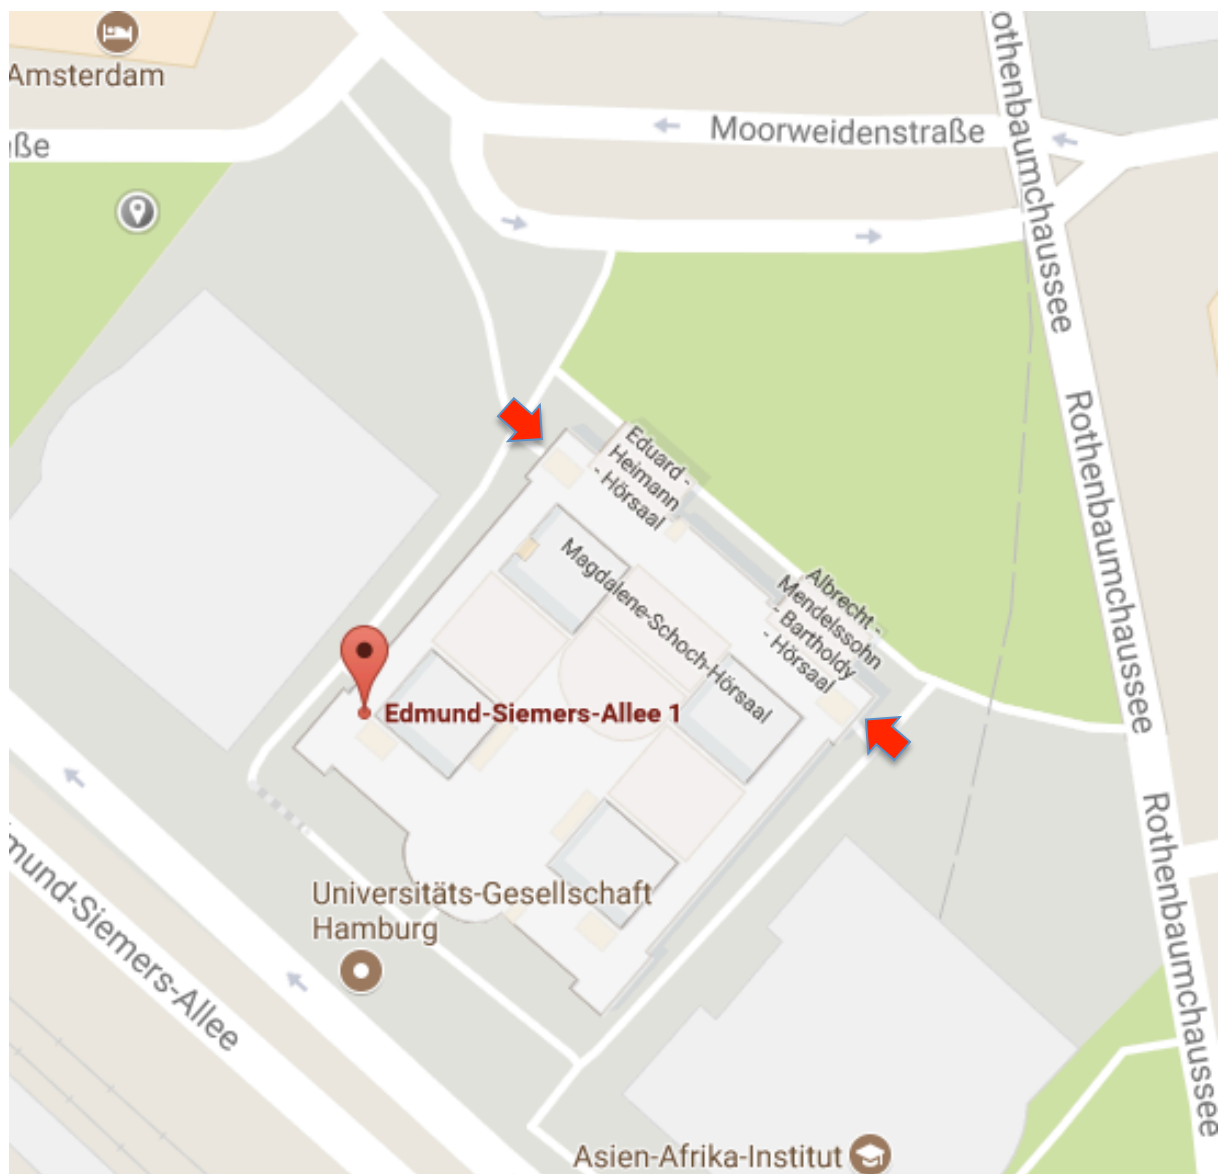 Amsterdam
ße
Moorweidenstraße
othenbaumchaussee
Rothenbaumchaussee
Rothenbaumchaussee
Eduard -
Heimann
- Hörsaal
Magdalene-Schoch-Hörsaal
Albrecht -
Mendelssohn
- Bartholdy
- Hörsaal
Edmund-Siemers-Allee 1
Universitäts-Gesellschaft
Hamburg
mund-Siemers-Allee
Asien-Afrika-Institut